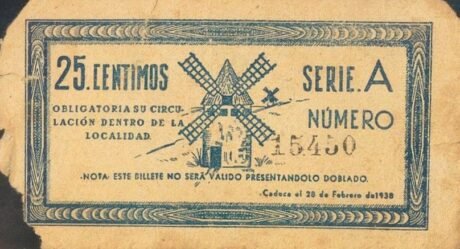 25.CENTIMOS
OBLIGATORIA SU CIRCU-
LACIÓN DENTRO DE LA
LOCALIDAD
SERIE.A
NÚMERO
15450
-NOTA: ESTE BILLETE NO SERÁ VALIDO PRESENTANDOLO DOBLADO.
-Caduca el 28 de Febrero de 1938